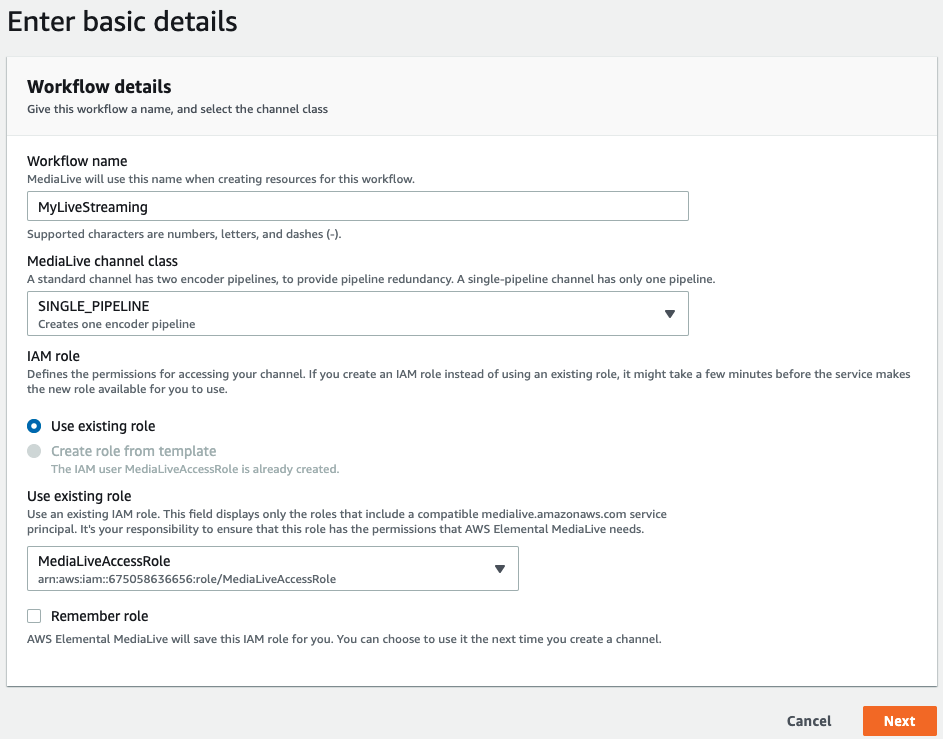 Enter basic details
Workflow details
Give this workflow a name, and select the channel class
Workflow name
MediaLive will use this name when creating resources for this workflow.
MyLiveStreaming
Supported characters are numbers, letters, and dashes (-).
MediaLive channel class
A standard channel has two encoder pipelines, to provide pipeline redundancy. A single-pipeline channel has only one pipeline.
SINGLE_PIPELINE
Creates one encoder pipeline
IAM role
Defines the permissions for accessing your channel. If you create an IAM role instead of using an existing role, it might take a few minutes before the service makes
the new role available for you to use.
Use existing role
Create role from template
The IAM user MediaLiveAccessRole is already created.
Use existing role
Use an existing IAM role. This field displays only the roles that include a compatible medialive.amazonaws.com service
principal. It's your responsibility to ensure that this role has the permissions that AWS Elemental MediaLive needs.
MediaLiveAccessRole
arn:aws:iam::675058636656:role/MediaLiveAccessRole
Remember role
AWS Elemental MediaLive will save this IAM role for you. You can choose to use it the next time you create a channel.
Cancel
Next